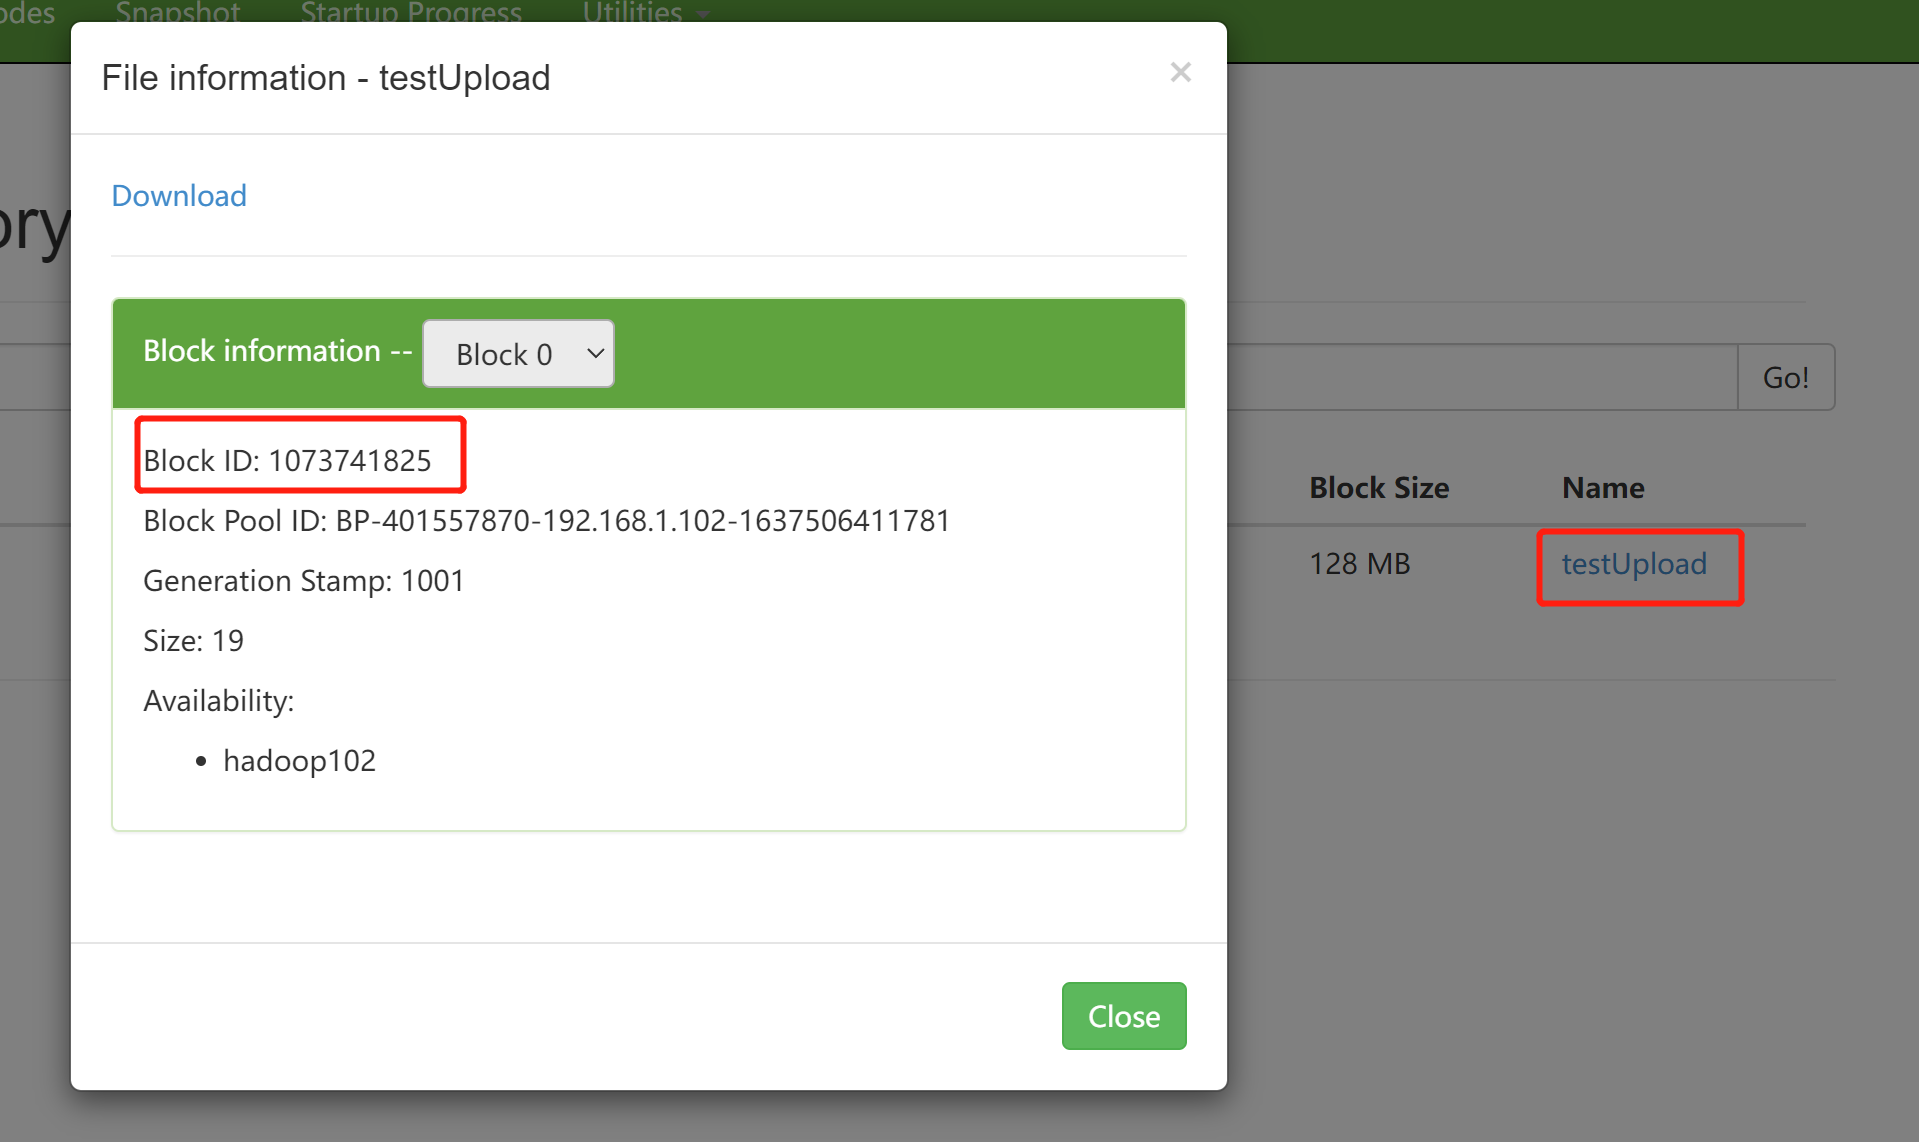 Snapshot Startup Progress Utilities
File information - testUpload ×
Download
Block information -- Block 0
Go!
Block ID: 1073741825
Block Size Name
Block Pool ID: BP-401557870-192.168.1.102-1637506411781
128 MB testUpload
Generation Stamp: 1001
Size: 19
Availability:
• hadoop102
Close